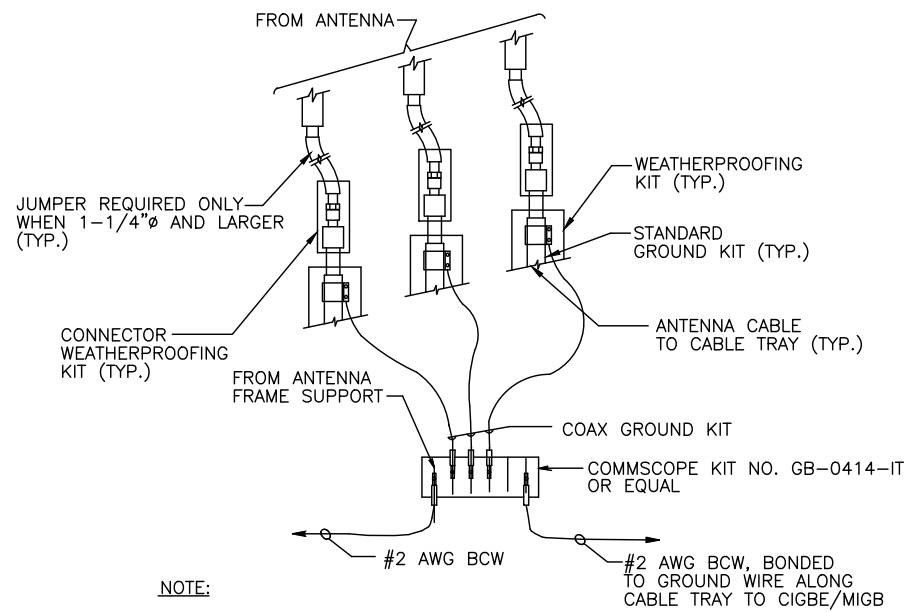 FROM ANTENNA
JUMPER REQUIRED ONLY
WHEN 1-1/4"ø AND LARGER
(TYP.)
WEATHERPROOFING
KIT (TYP.)
STANDARD
GROUND KIT (TYP.)
CONNECTOR
WEATHERPROOFING
KIT (TYP.)
ANTENNA CABLE
TO CABLE TRAY (TYP.)
FROM ANTENNA
FRAME SUPPORT
COAX GROUND KIT
COMMSCOPE KIT NO. GB-0414-IT
OR EQUAL
#2 AWG BCW
#2 AWG BCW, BONDED
TO GROUND WIRE ALONG
CABLE TRAY TO CIGBE/MIGB
NOTE: